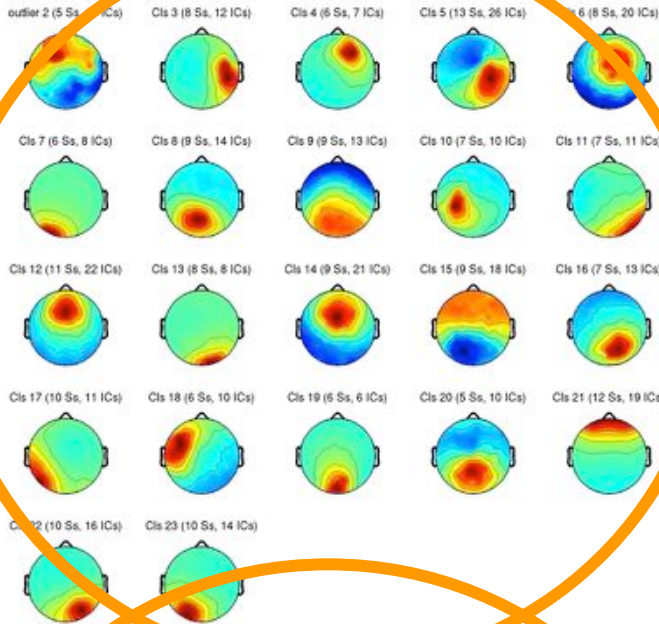 outlier 2 (5 Ss, ICs) Cls 3 (8 Ss, 12 ICs) Cls 4 (6 Ss, 7 ICs) Cls 5 (13 Ss, 26 ICs) 6 (8 Ss, 20 ICs)
Cls 7 (6 Ss, 8 ICs) Cls 8 (9 Ss, 14 ICs) Cls 9 (9 Ss, 13 ICs) Cls 10 (7 Ss, 10 ICs) Cls 11 (7 Ss, 11 ICs)
Cls 12 (11 Ss, 22 ICs) Cls 13 (8 Ss, 8 ICs) Cls 14 (9 Ss, 21 ICs) Cls 15 (9 Ss, 18 ICs) Cls 16 (7 Ss, 13 ICs)
Cls 17 (10 Ss, 11 ICs) Cls 18 (6 Ss, 10 ICs) Cls 19 (6 Ss, 6 ICs) Cls 20 (5 Ss, 10 ICs) Cls 21 (12 Ss, 19 ICs
Cls 22 (10 Ss, 16 ICs) Cls 23 (10 Ss, 14 ICs)